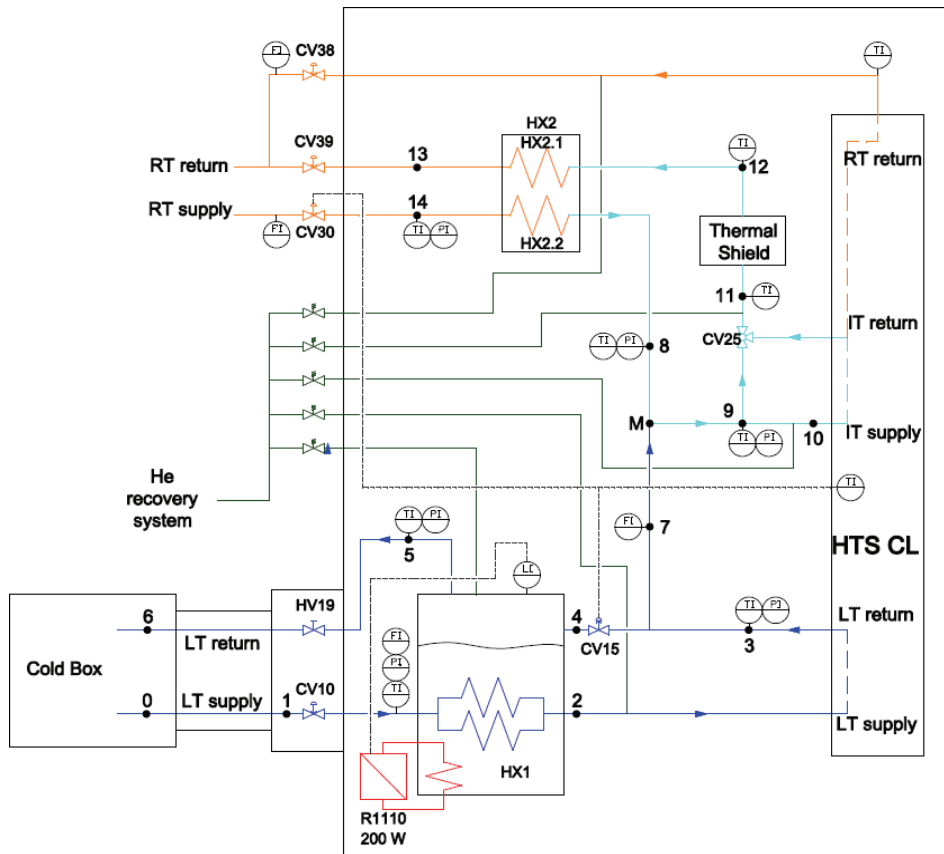 CV38
FI
TI
CV39
HX2
HX2.1
RT return
13
12
TI
RT return
RT supply
14
FI
CV30
TI PI
HX2.2
Thermal
Shield
11
TI
IT return
TI PI
8
CV25
M
9
10
TI PI
IT supply
He
recovery
system
TI
FI
7
TI PI
5
HTS CL
LC
6
HV19
LT return
4
CV15
TI PI
3
LT return
Cold Box
FI
PI
TI
0
LT supply
1
CV10
2
LT supply
HX1
R1110
200 W